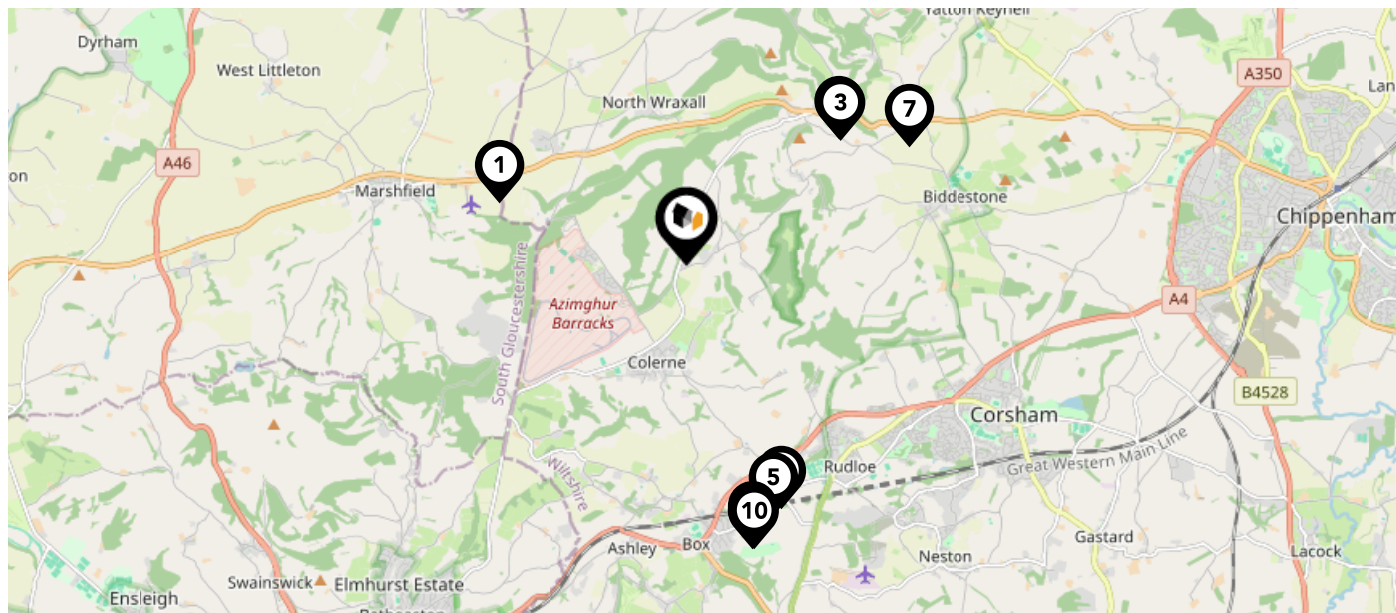 Yatton Keynell
Dyrham
West Littleton
A350
Lan
North Wraxall
3
7
A46
1
on
Marshfield
Biddestone
Chippenham
South Gloucestershire
Azimghur
Barracks
A4
Colerne
B4528
Corsham
Great Western Main Line
Wiltshire
5
Rudloe
10
Ashley
Box
Gastard
Neston
Lacock
Swainswick
Elmhurst Estate
Ensleigh